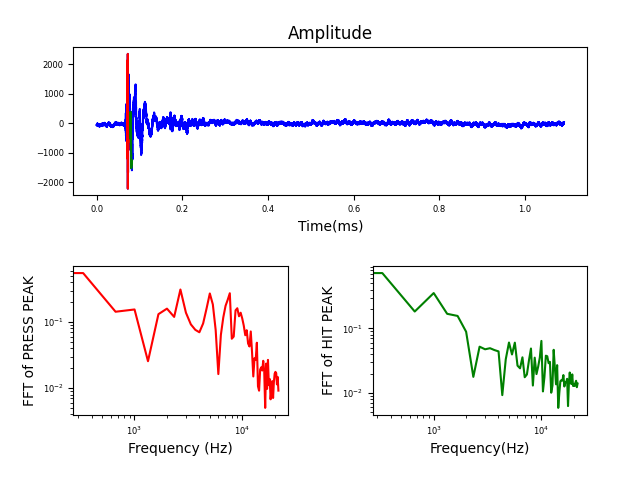 Amplitude
2000
1000
0
−1000
−2000
0.0 0.2 0.4 0.6 0.8 1.0
Time(ms)
FFT of PRESS PEAK
10⁻¹
10⁻²
10³ 10⁴
Frequency (Hz)
FFT of HIT PEAK
10⁻¹
10⁻²
10³ 10⁴
Frequency(Hz)